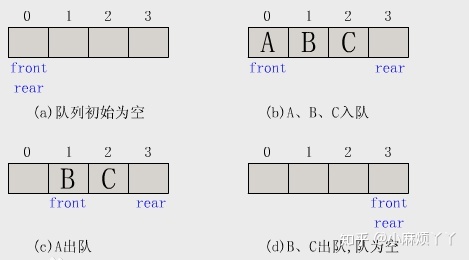 0 1 2 3
front
rear
(a)队列初始为空
0 1 2 3
A B C
front rear
(b)A、B、C入队
0 1 2 3
B C
front rear
(c)A出队
0 1 2 3
front
rear
(d)B、C出队,队为空
知乎 @小麻烦丫丫